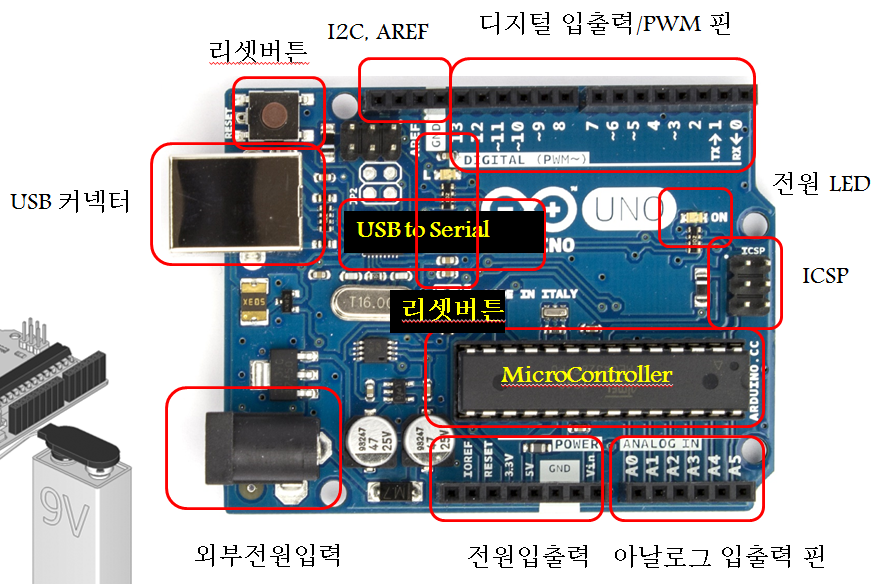 I2C, AREF
디지털 입출력/PWM 핀
리셋버튼
RESET
AREF
GND
13
12
~11
~10
~9
8
7
~6
~5
4
~3
2
TX→1
RX←0
DIGITAL (PWM~)
L
USB 커넥터
UNO
ON
전원 LED
USB to Serial
INO
ICSP
ICSP
리셋버튼
E IN ITALY
T16.00
XEDS
MicroController
ARDUINO.CC
47
25V
47
25V
M7
IOREF
RESET
3.3V
5V
GND
Vin
POWER
ANALOG IN
A0
A1
A2
A3
A4
A5
9V
외부전원입력
전원입출력
아날로그 입출력 핀